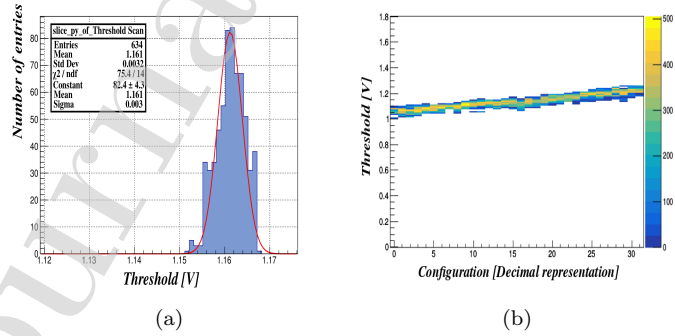 slice_py_of_Threshold Scan
Entries 634
Mean 1.161
Std Dev 0.0032
χ2 / ndf 75.4 / 14
Constant 82.4 ± 4.3
Mean 1.161
Sigma 0.003
Number of entries
80
70
60
50
40
30
20
10
0
1.12 1.13 1.14 1.15 1.16 1.17
Threshold [V]
(a)
Threshold [V]
1.8
1.6
1.4
1.2
1
0.8
0.6
0.4
0.2
0
0 5 10 15 20 25 30
Configuration [Decimal representation]
500
400
300
200
100
0
(b)